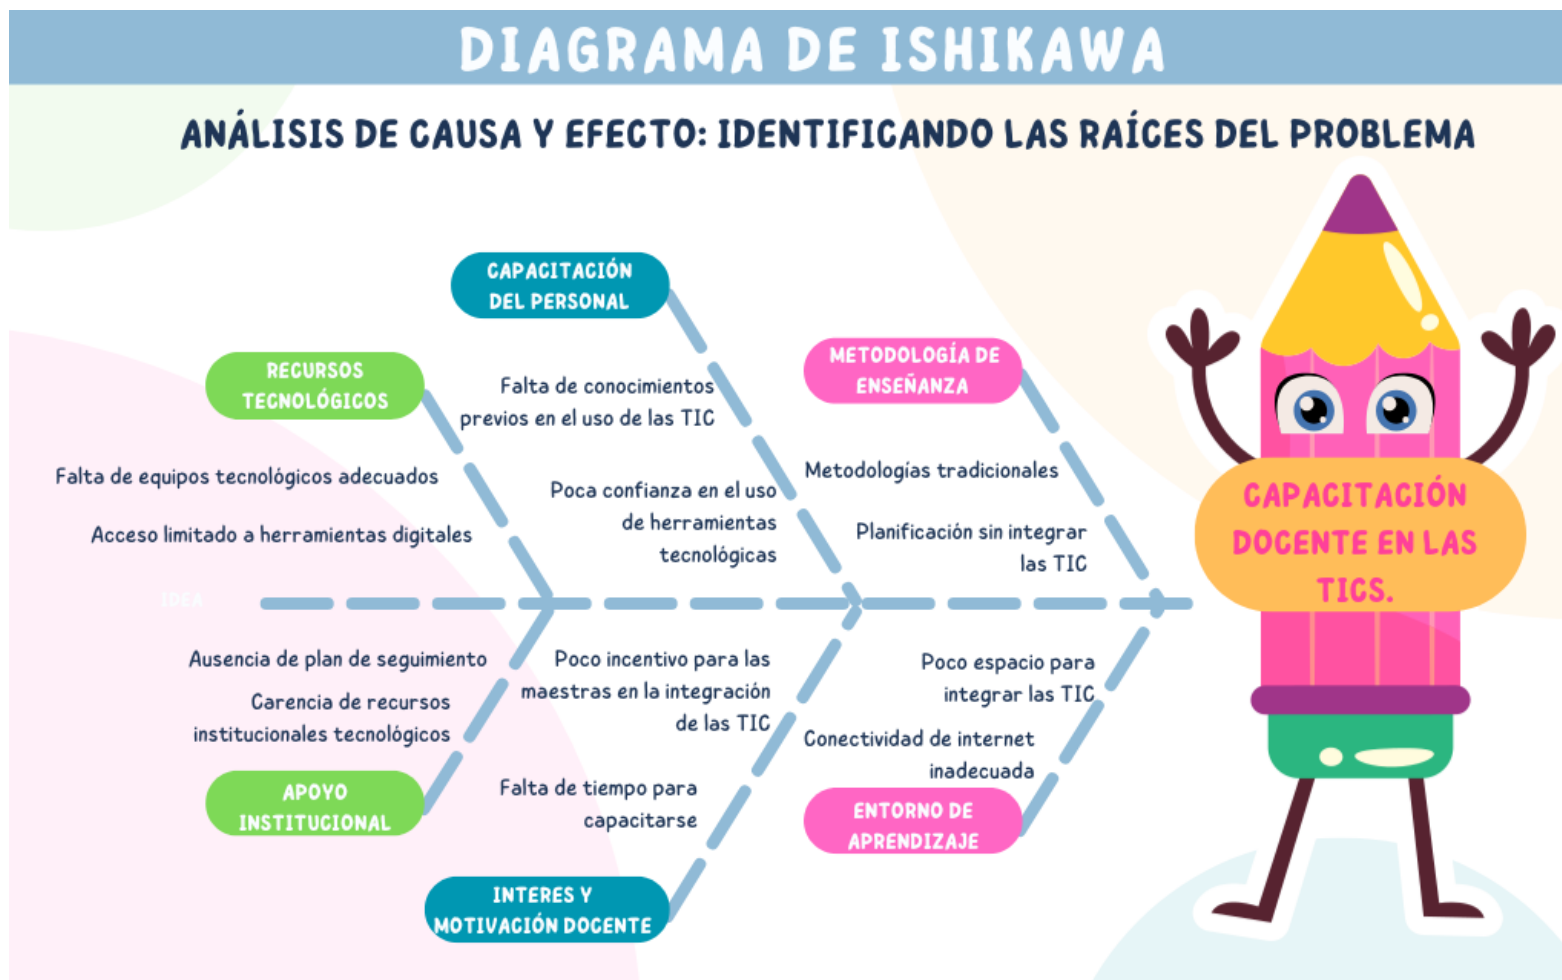 DIAGRAMA DE ISHIKAWA
ANÁLISIS DE CAUSA Y EFECTO: IDENTIFICANDO LAS RAÍCES DEL PROBLEMA
CAPACITACIÓN
DEL PERSONAL
RECURSOS
TECNOLÓGICOS
METODOLOGÍA DE
ENSEÑANZA
Falta de conocimientos
previos en el uso de las TIC
Falta de equipos tecnológicos adecuados
Poca confianza en el uso
de herramientas
tecnológicas
Metodologías tradicionales
Acceso limitado a herramientas digitales
Planificación sin integrar
las TIC
CAPACITACIÓN
DOCENTE EN LAS
TICS.
IDEA
Ausencia de plan de seguimiento
Carencia de recursos
institucionales tecnológicos
Poco incentivo para las
maestras en la integración
de las TIC
Poco espacio para
integrar las TIC
Conectividad de internet
inadecuada
Falta de tiempo para
capacitarse
APOYO
INSTITUCIONAL
ENTORNO DE
APRENDIZAJE
INTERES Y
MOTIVACIÓN DOCENTE